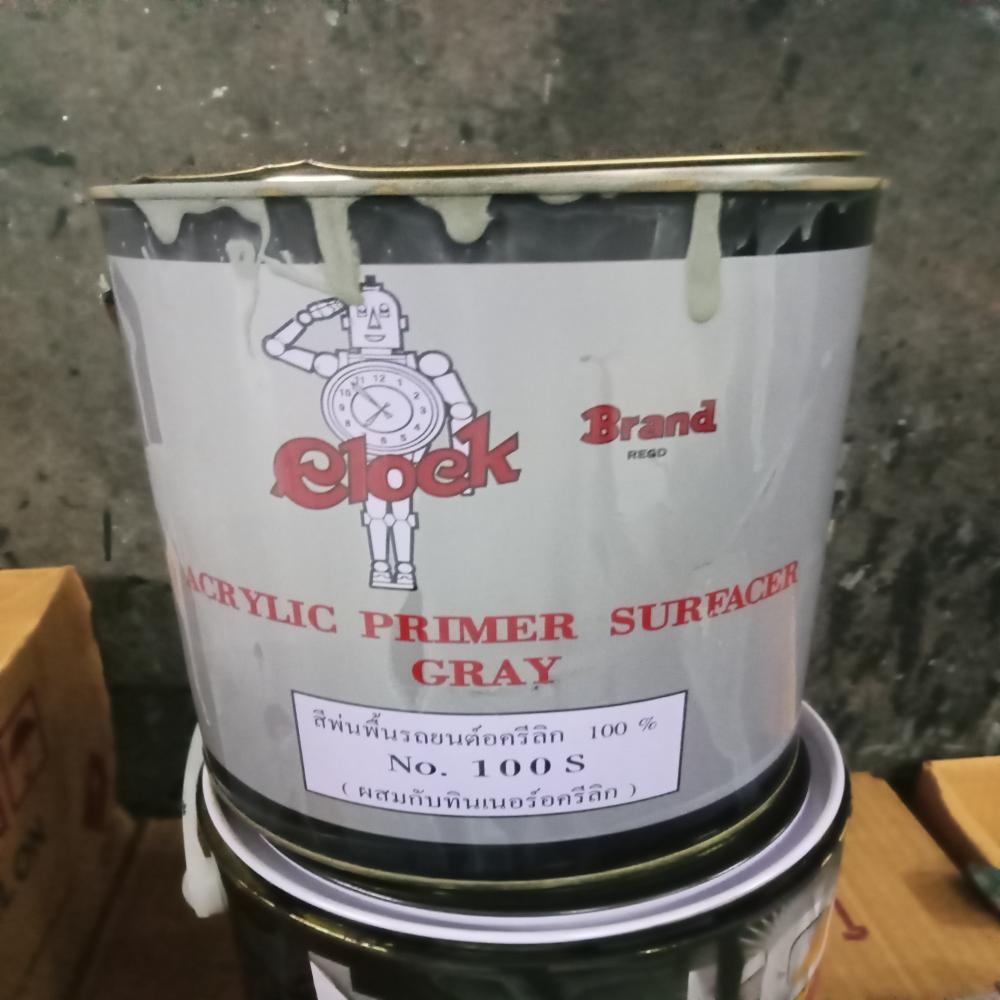 Clock
Brand
REGD
ACRYLIC PRIMER SURFACER
GRAY
สีพ่นพื้นรถยนต์อครีลิก 100 %
No. 100 S
( ผสมกับทินเนอร์อครีลิก )